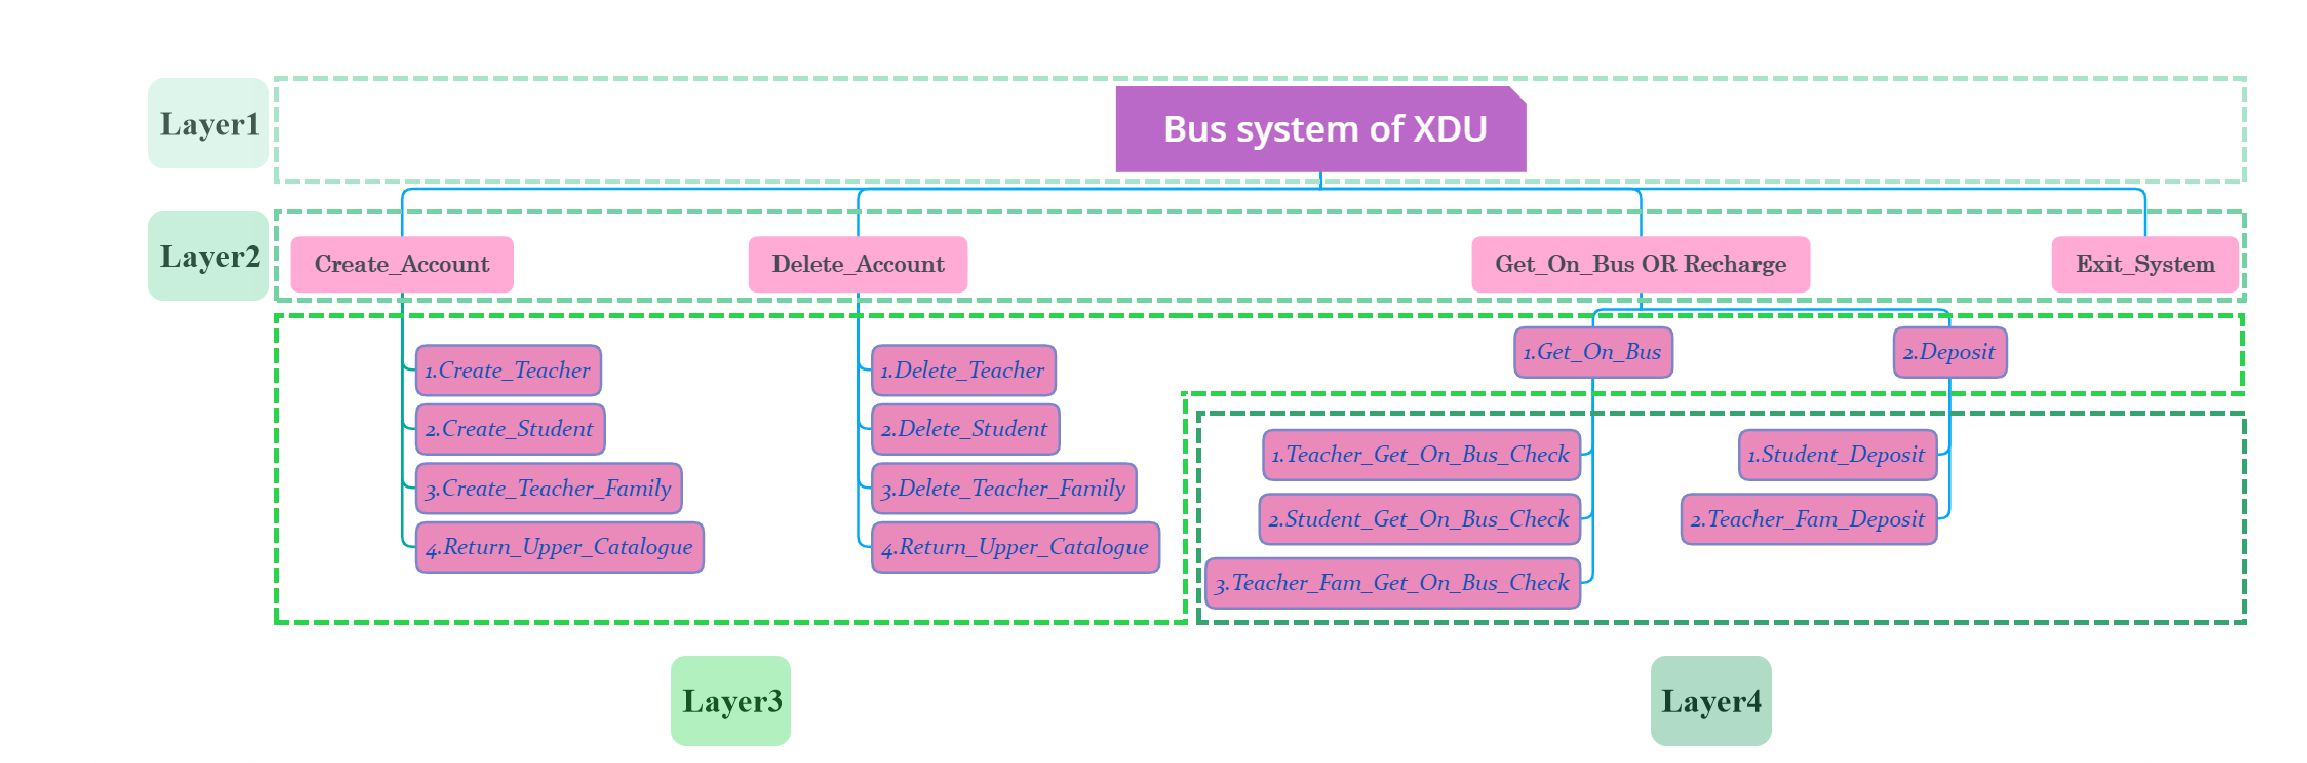 Layer1
Bus system of XDU
Layer2
Create_Account
Delete_Account
Get_On_Bus OR Recharge
Exit_System
1.Create_Teacher
2.Create_Student
3.Create_Teacher_Family
4.Return_Upper_Catalogue
1.Delete_Teacher
2.Delete_Student
3.Delete_Teacher_Family
4.Return_Upper_Catalogue
1.Get_On_Bus
2.Deposit
1.Teacher_Get_On_Bus_Check
2.Student_Get_On_Bus_Check
3.Teacher_Fam_Get_On_Bus_Check
1.Student_Deposit
2.Teacher_Fam_Deposit
Layer3
Layer4